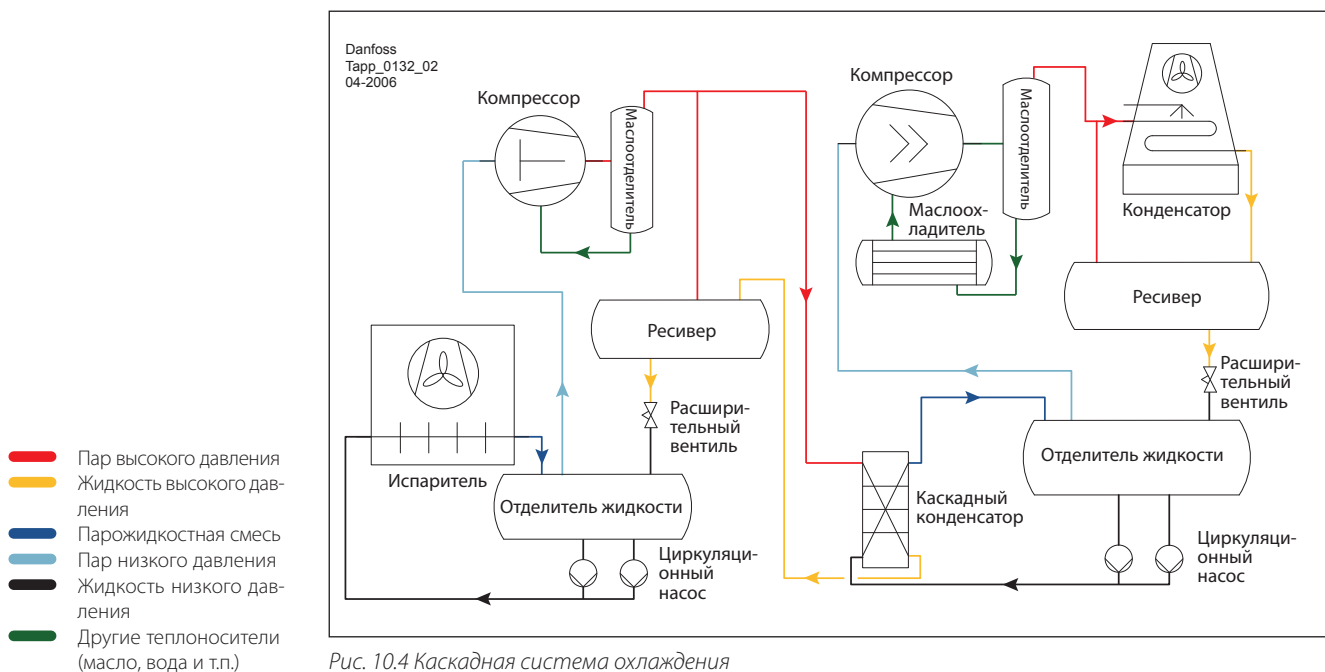 Danfoss
Tapp_0132_02
04-2006
Компрессор
Маслоотделитель
Компрессор
Маслоотделитель
Конденсатор
Маслоох-
ладитель
Ресивер
Ресивер
Расшири-
тельный
вентиль
Расшири-
тельный
вентиль
Испаритель
Отделитель жидкости
Каскадный
конденсатор
Отделитель жидкости
Циркуляци-
онный
насос
Циркуляци-
онный
насос
Пар высокого давления
Жидкость высокого дав-
ления
Парожидкостная смесь
Пар низкого давления
Жидкость низкого дав-
ления
Другие теплоносители
(масло, вода и т.п.)
Рис. 10.4 Каскадная система охлаждения